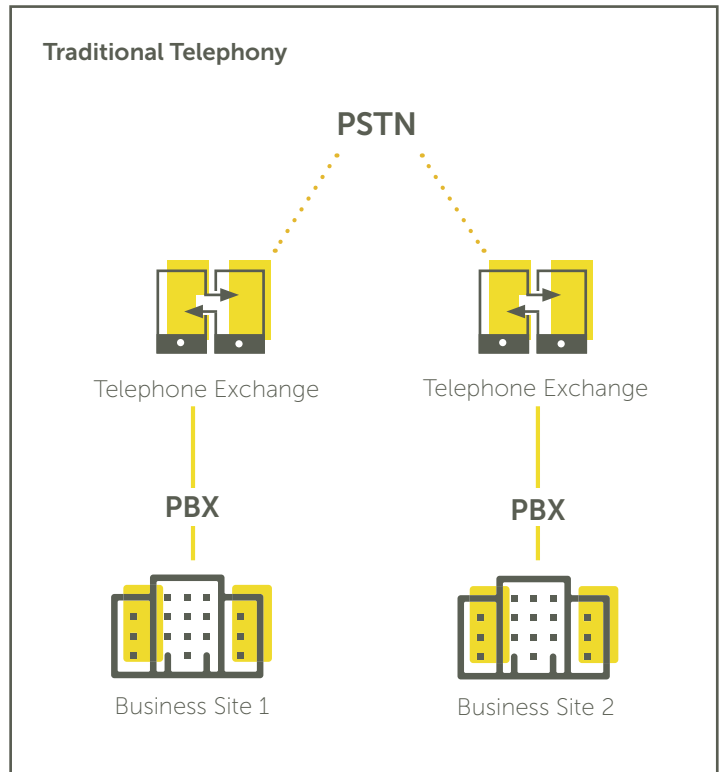 Traditional Telephony
PSTN
Telephone Exchange
Telephone Exchange
PBX
PBX
Business Site 1
Business Site 2